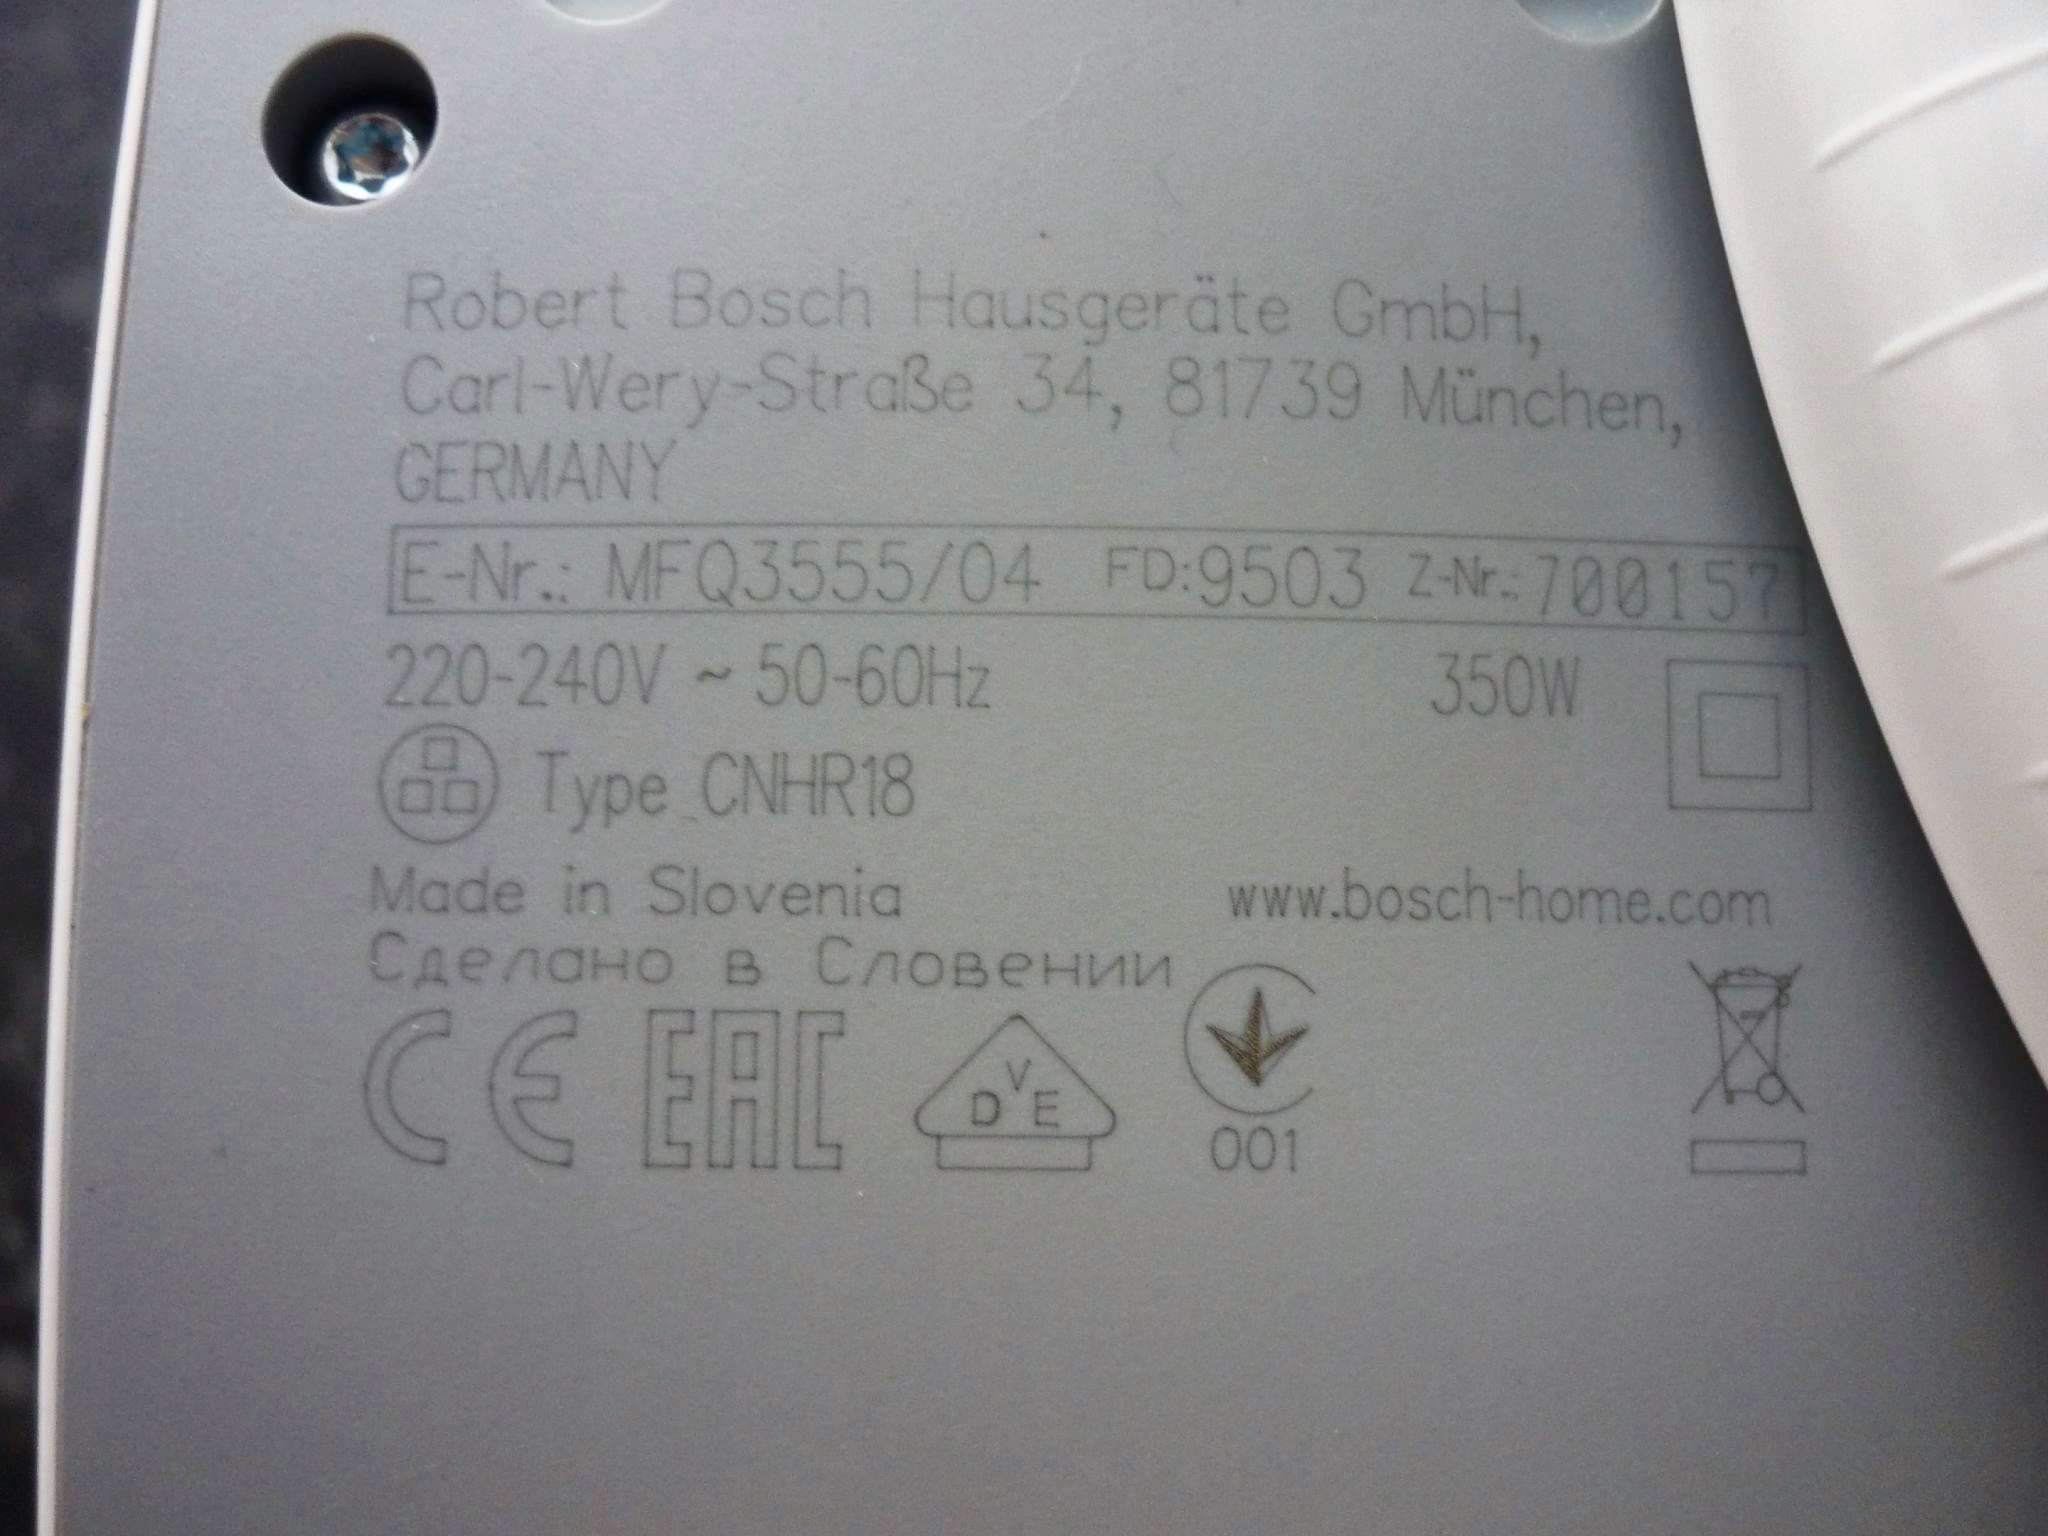 Robert Bosch Hausgeräte GmbH,
Carl-Wery-Straße 34, 81739 München,
GERMANY
E-Nr.: MFQ3555/04 FD:9503 Z-Nr.:700157
220-240V ~ 50-60Hz 350W
Type CNHR18
Made in Slovenia www.bosch-home.com
Сделано в Словении
CE EAC DVE 001